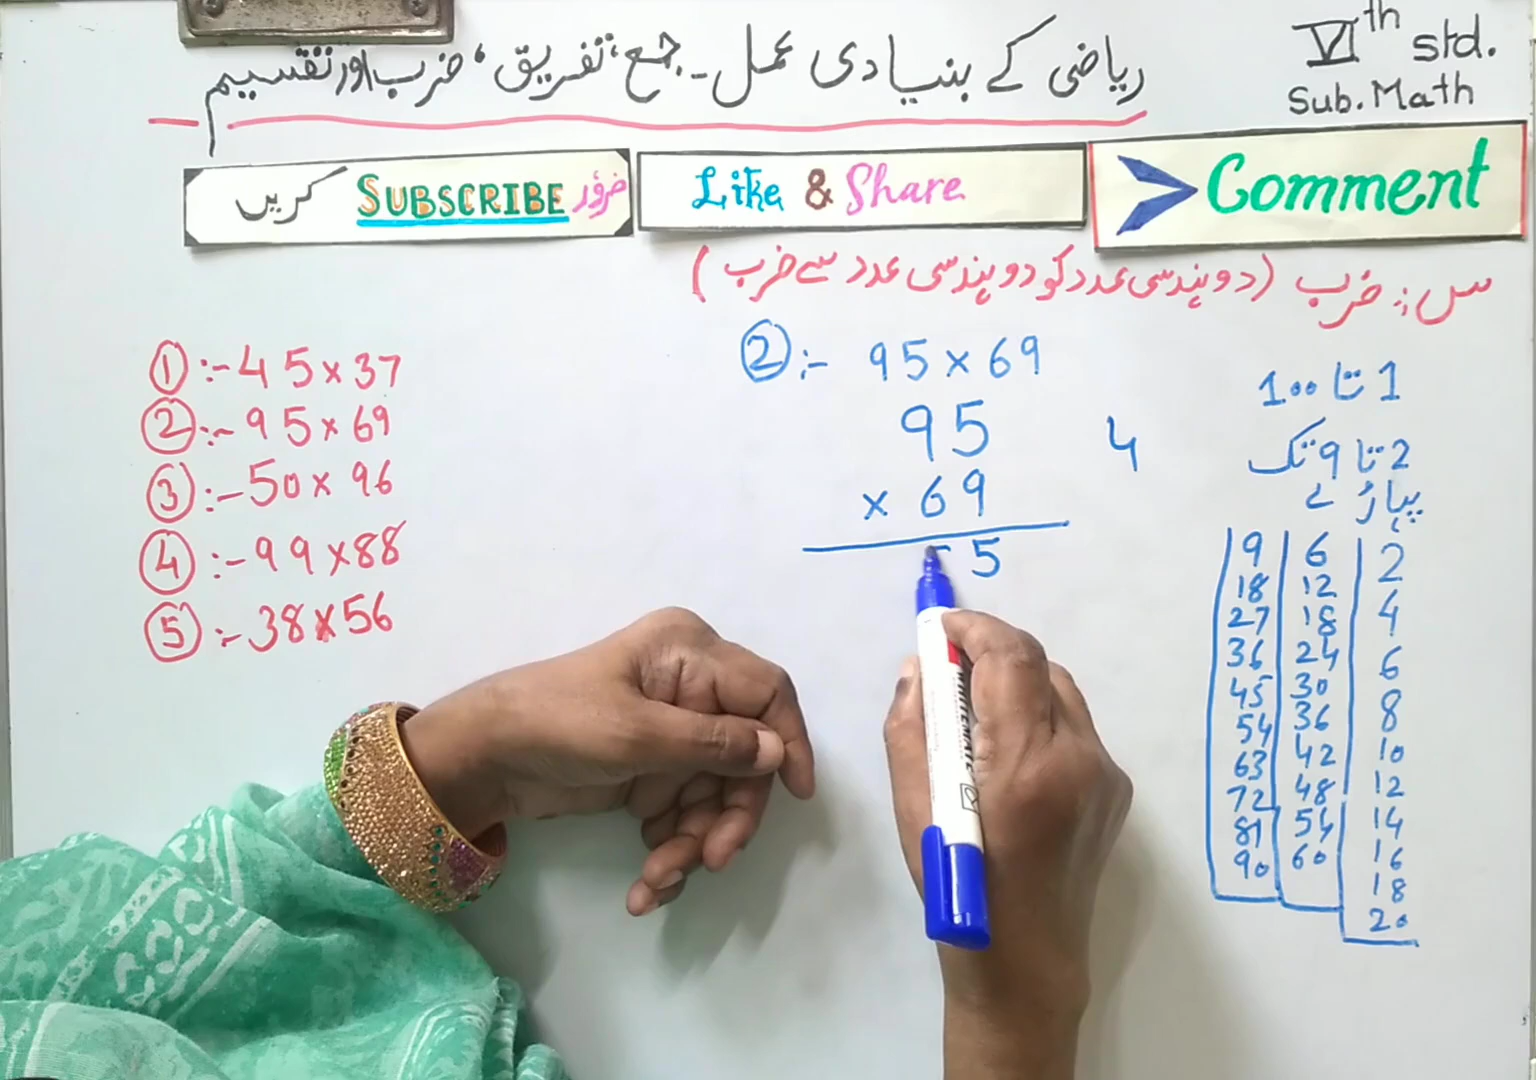 ریاضی کے بنیادی عمل - جمع، تفریق، ضرب اور تقسیم
VIth std.
Sub. Math
ضرور SUBSCRIBE کریں
Like & Share
Comment
س:: ضرب (دو ہندسی عدد کو دو ہندسی عدد سے ضرب)
①:- 45×37
②:- 95×69
③:- 50×96
④:- 99×88
⑤:- 38×56
②:- 95×69
95
4
× 69
5
1 تا 100
2 تا 9 تک
پہاڑے
9 6 2
18 12 4
27 18 6
36 24 8
45 30 10
54 36 12
63 42 14
72 48 16
81 54 18
90 60 20